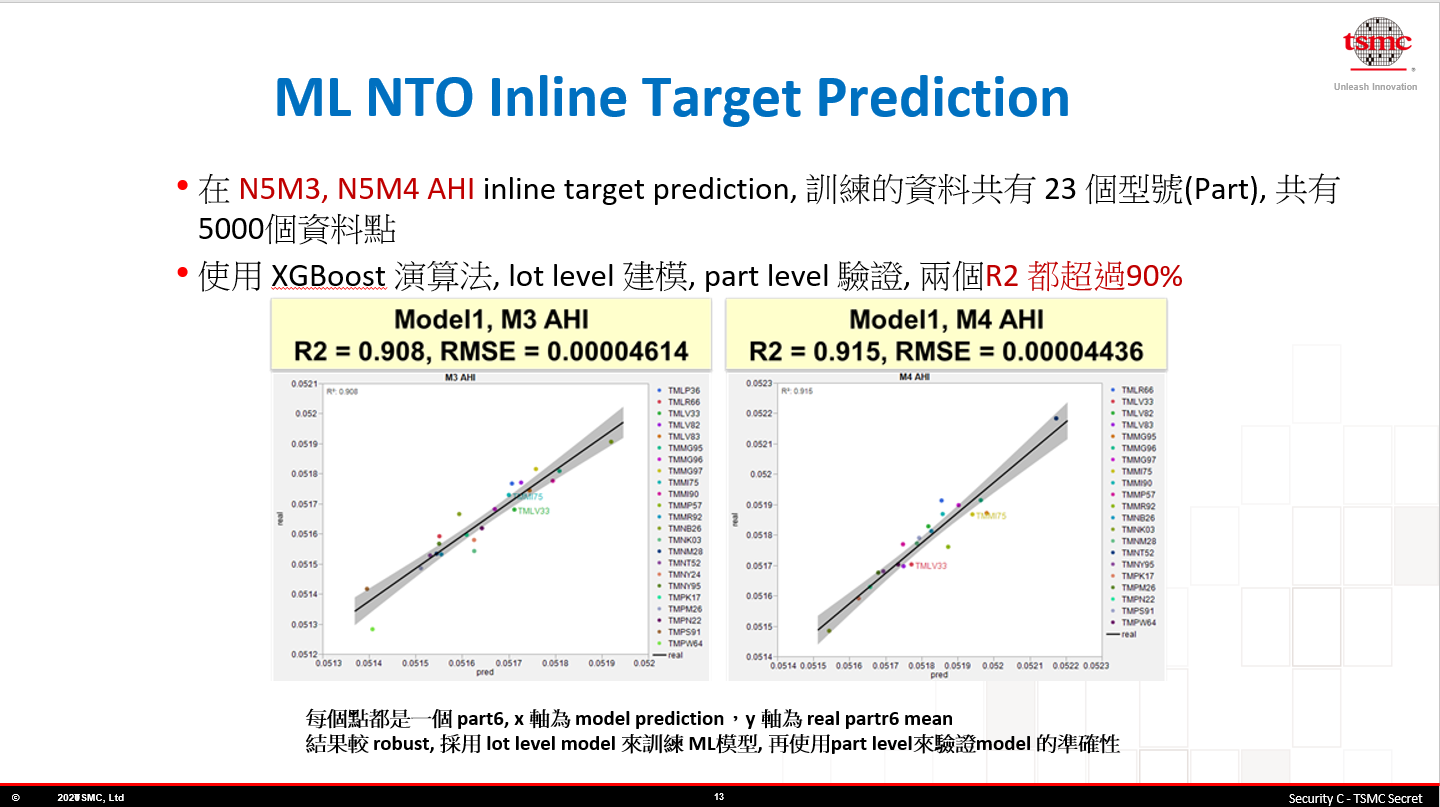 tsmc
Unleash Innovation
ML NTO Inline Target Prediction
• 在 N5M3, N5M4 AHI inline target prediction, 訓練的資料共有 23 個型號(Part), 共有
5000個資料點
• 使用 XGBoost 演算法, lot level 建模, part level 驗證, 兩個R2 都超過90%
Model1, M3 AHI
R2 = 0.908, RMSE = 0.00004614
M3 AHI
R²: 0.908
0.0521
0.052
0.0519
0.0518
0.0517
0.0516
0.0515
0.0514
0.0513
0.0512
real
TMMI75
TMLV33
0.0513 0.0514 0.0515 0.0516 0.0517 0.0518 0.0519 0.052
pred
TMLP36
TMLR66
TMLV33
TMLV82
TMLV83
TMMG95
TMMG96
TMMG97
TMMI75
TMMI90
TMMP57
TMMR92
TMNB26
TMNK03
TMNM28
TMNT52
TMNY24
TMNY95
TMPK17
TMPM26
TMPN22
TMPS91
TMPW64
real
Model1, M4 AHI
R2 = 0.915, RMSE = 0.00004436
M4 AHI
R²: 0.915
0.0523
0.0522
0.0521
0.052
0.0519
0.0518
0.0517
0.0516
0.0515
0.0514
real
TMMI75
TMLV33
0.0514 0.0515 0.0516 0.0517 0.0518 0.0519 0.052 0.0521 0.0522 0.0523
pred
TMLR66
TMLV33
TMLV82
TMLV83
TMMG95
TMMG96
TMMG97
TMMI75
TMMI90
TMMP57
TMMR92
TMNB26
TMNK03
TMNM28
TMNT52
TMNY95
TMPK17
TMPM26
TMPN22
TMPS91
TMPW64
real
每個點都是一個 part6, x 軸為 model prediction，y 軸為 real partr6 mean
結果較 robust, 採用 lot level model 來訓練 ML模型, 再使用part level來驗證model 的準確性
© TSMC, Ltd
13
Security C - TSMC Secret